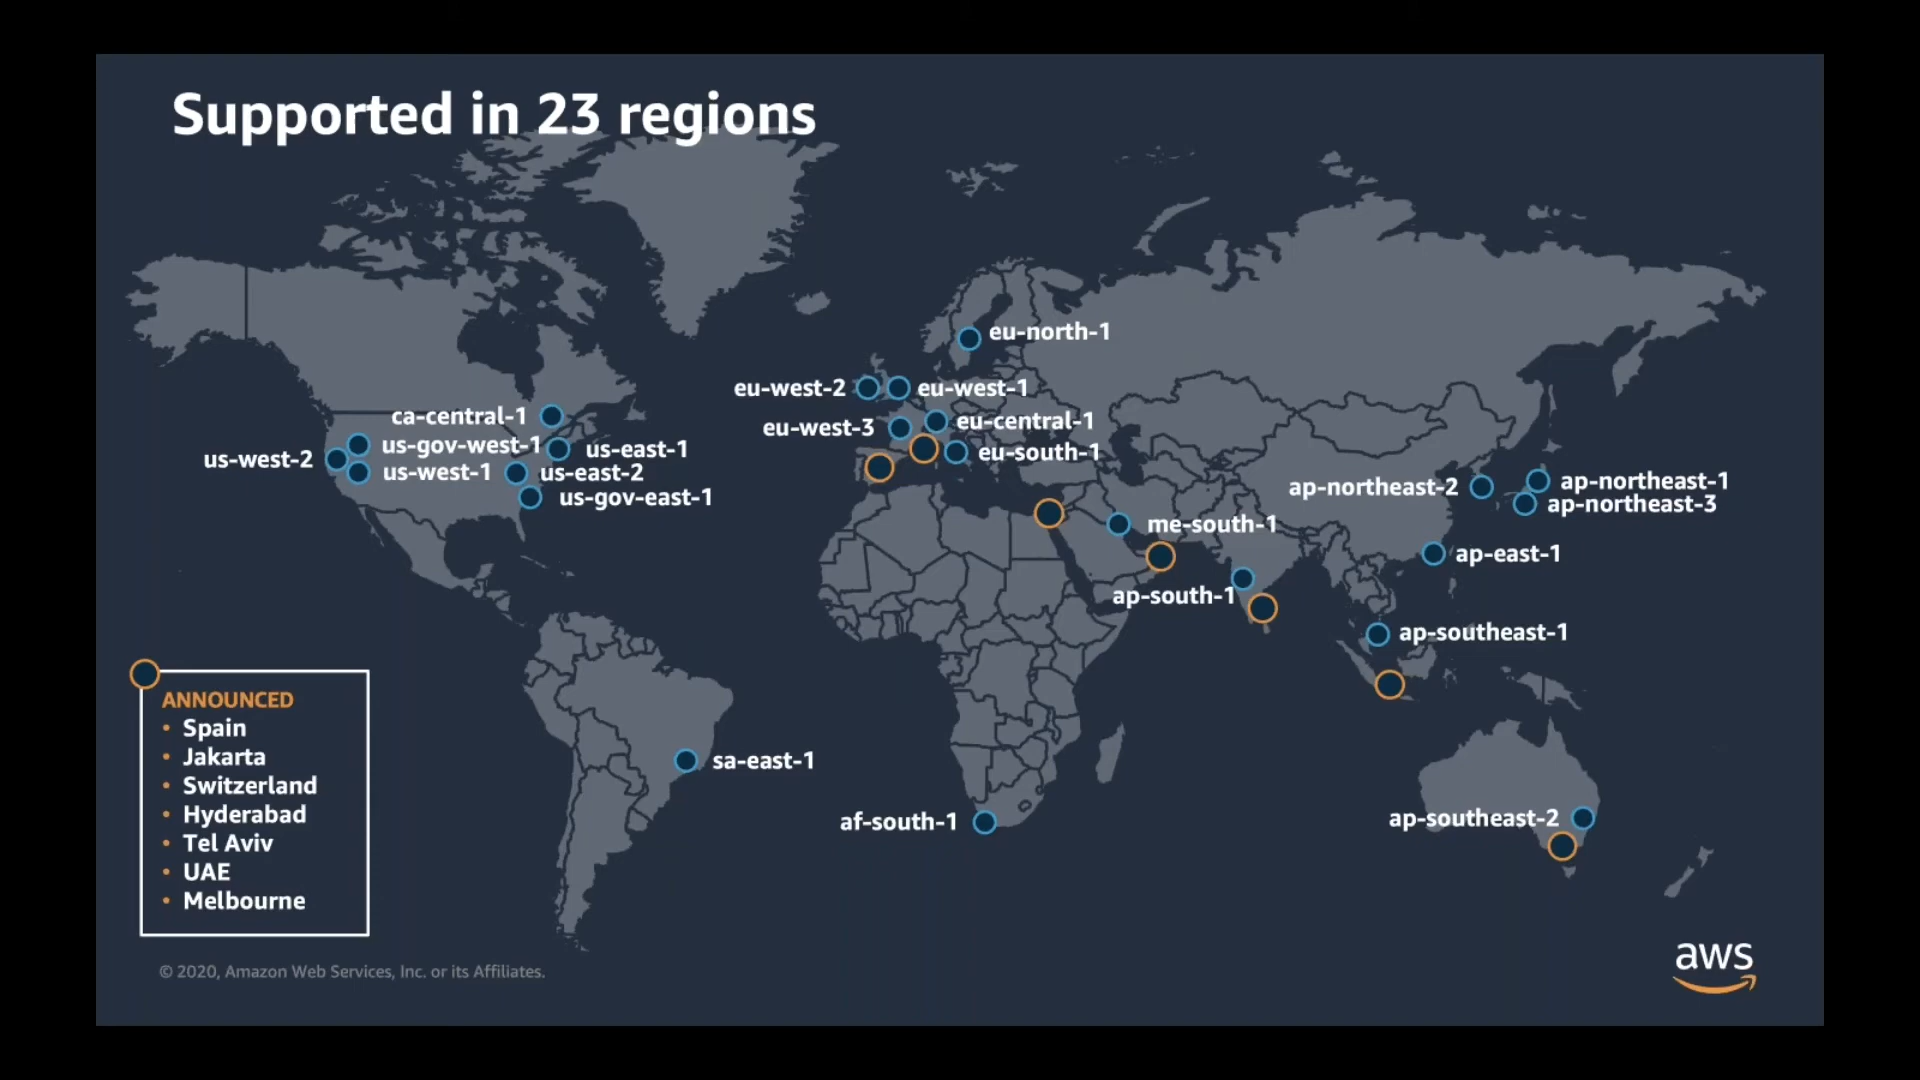 Supported in 23 regions
eu-north-1
eu-west-2
eu-west-1
ca-central-1
eu-west-3
eu-central-1
us-gov-west-1
us-east-1
us-west-2
eu-south-1
us-west-1
us-east-2
us-gov-east-1
ap-northeast-2
ap-northeast-1
ap-northeast-3
me-south-1
ap-east-1
ap-south-1
ap-southeast-1
sa-east-1
af-south-1
ap-southeast-2
ANNOUNCED
• Spain
• Jakarta
• Switzerland
• Hyderabad
• Tel Aviv
• UAE
• Melbourne
© 2020, Amazon Web Services, Inc. or its Affiliates.
aws